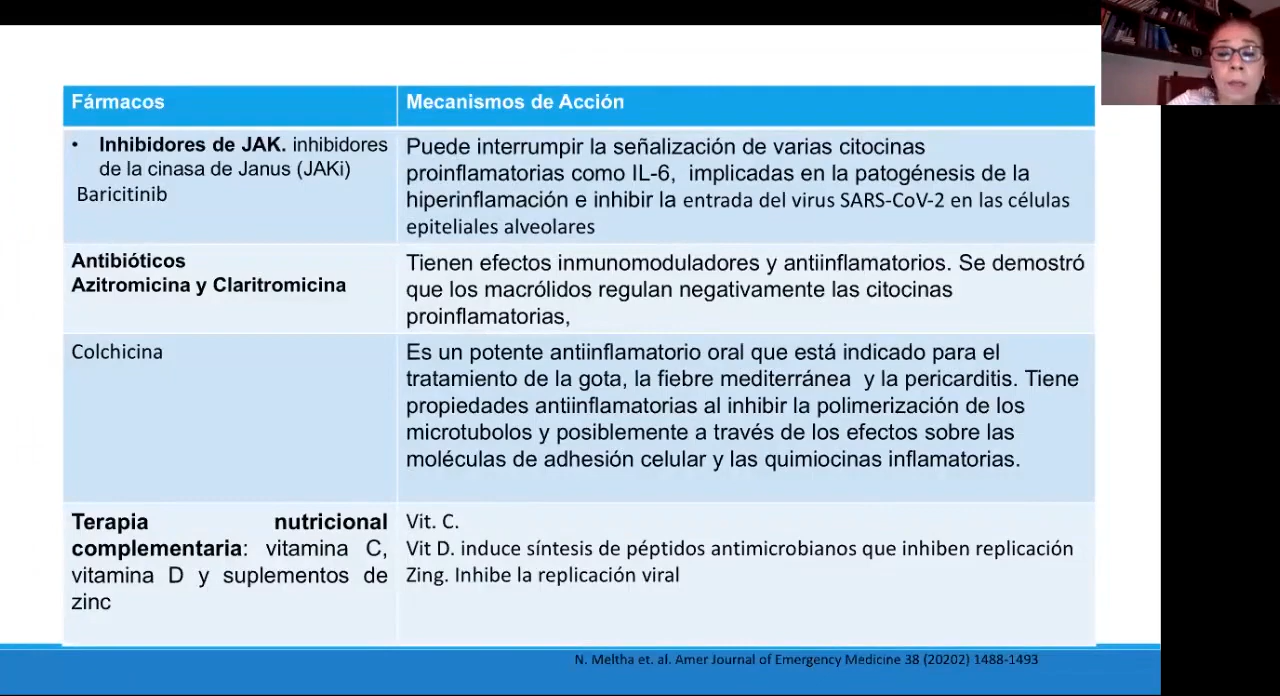 Fármacos
Mecanismos de Acción
• Inhibidores de JAK. inhibidores
de la cinasa de Janus (JAKi)
Baricitinib
Puede interrumpir la señalización de varias citocinas
proinflamatorias como IL-6, implicadas en la patogénesis de la
hiperinflamación e inhibir la entrada del virus SARS-CoV-2 en las células
epiteliales alveolares
Antibióticos
Azitromicina y Claritromicina
Tienen efectos inmunomoduladores y antiinflamatorios. Se demostró
que los macrólidos regulan negativamente las citocinas
proinflamatorias,
Colchicina
Es un potente antiinflamatorio oral que está indicado para el
tratamiento de la gota, la fiebre mediterránea y la pericarditis. Tiene
propiedades antiinflamatorias al inhibir la polimerización de los
microtubolos y posiblemente a través de los efectos sobre las
moléculas de adhesión celular y las quimiocinas inflamatorias.
Terapia nutricional
complementaria: vitamina C,
vitamina D y suplementos de
zinc
Vit. C.
Vit D. induce síntesis de péptidos antimicrobianos que inhiben replicación
Zing. Inhibe la replicación viral
N. Meltha et. al. Amer Journal of Emergency Medicine 38 (20202) 1488-1493